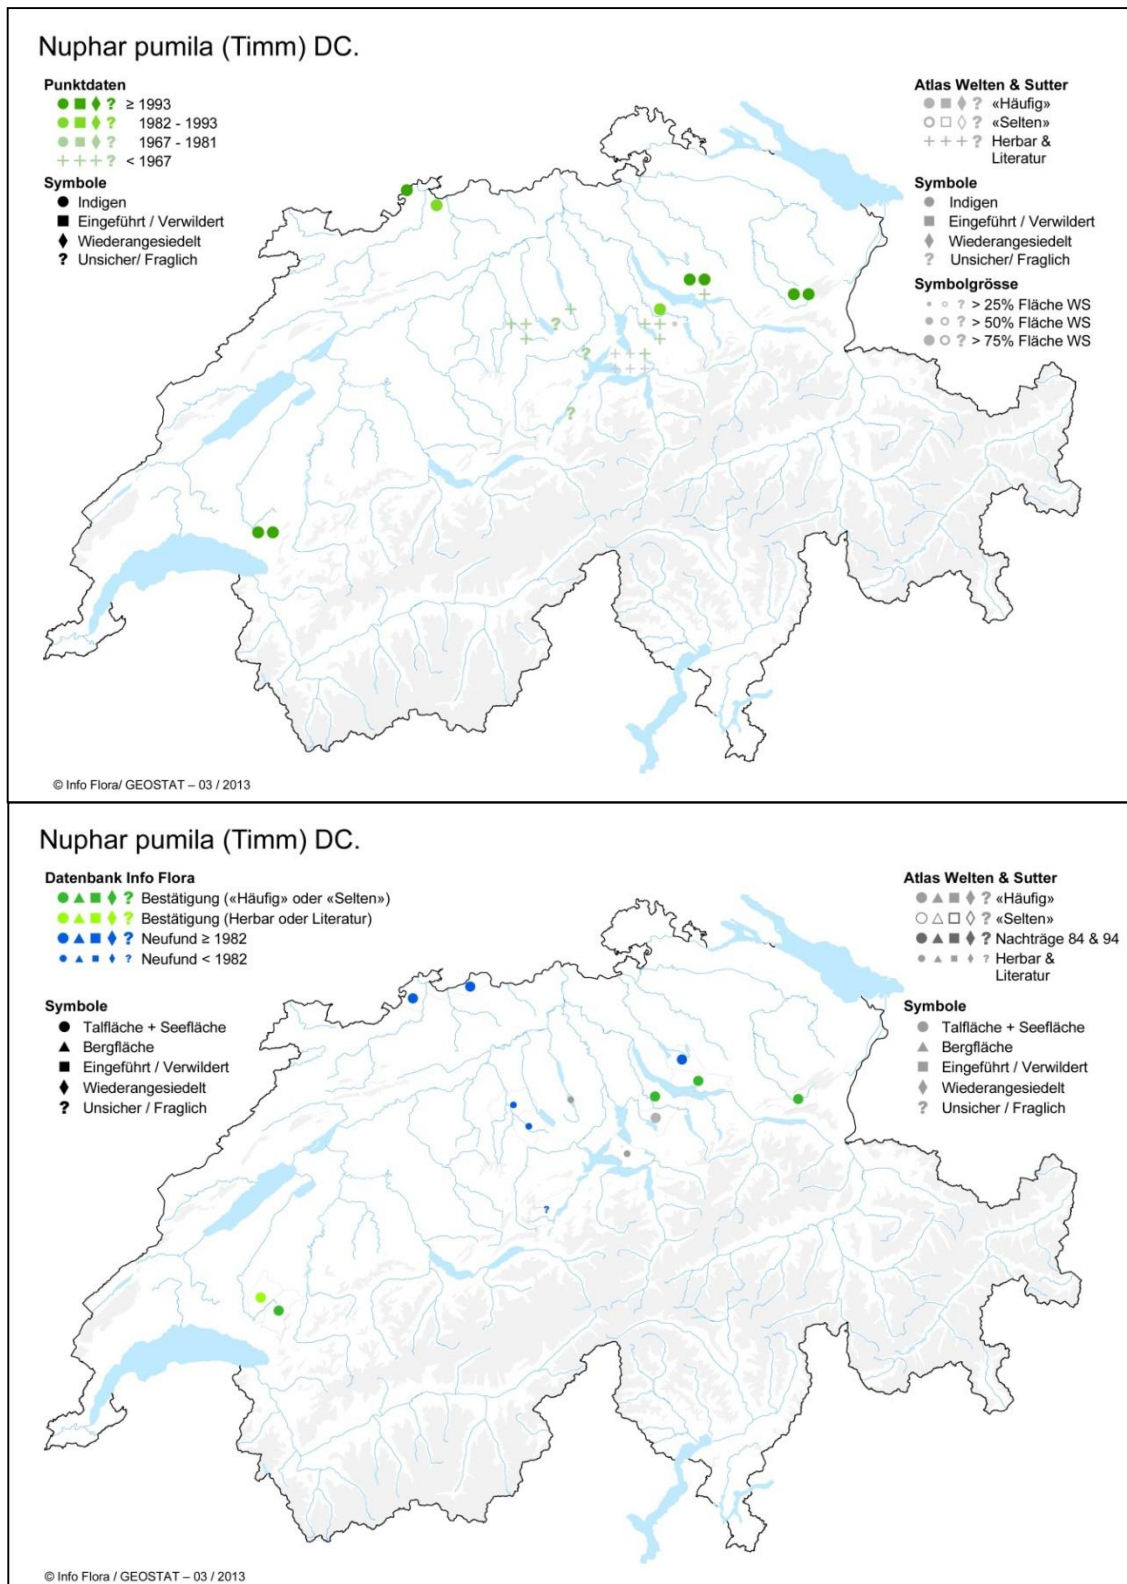 Nuphar pumila (Timm) DC.
Punktdaten
? ≥ 1993
? 1982 - 1993
? 1967 - 1981
+ + + ? < 1967
Symbole
Indigen
Eingeführt / Verwildert
Wiederangesiedelt
? Unsicher/ Fraglich
Atlas Welten & Sutter
? «Häufig»
? «Selten»
+ + + ? Herbar &
Literatur
Symbole
Indigen
Eingeführt / Verwildert
Wiederangesiedelt
? Unsicher/ Fraglich
Symbolgrösse
? > 25% Fläche WS
? > 50% Fläche WS
? > 75% Fläche WS
?
?
?
© Info Flora/ GEOSTAT – 03 / 2013
Nuphar pumila (Timm) DC.
Datenbank Info Flora
? Bestätigung («Häufig» oder «Selten»)
? Bestätigung (Herbar oder Literatur)
? Neufund ≥ 1982
? Neufund < 1982
Symbole
Talfläche + Seefläche
Bergfläche
Eingeführt / Verwildert
Wiederangesiedelt
? Unsicher / Fraglich
Atlas Welten & Sutter
? «Häufig»
? «Selten»
? Nachträge 84 & 94
? Herbar &
Literatur
Symbole
Talfläche + Seefläche
Bergfläche
Eingeführt / Verwildert
Wiederangesiedelt
? Unsicher / Fraglich
?
© Info Flora / GEOSTAT – 03 / 2013